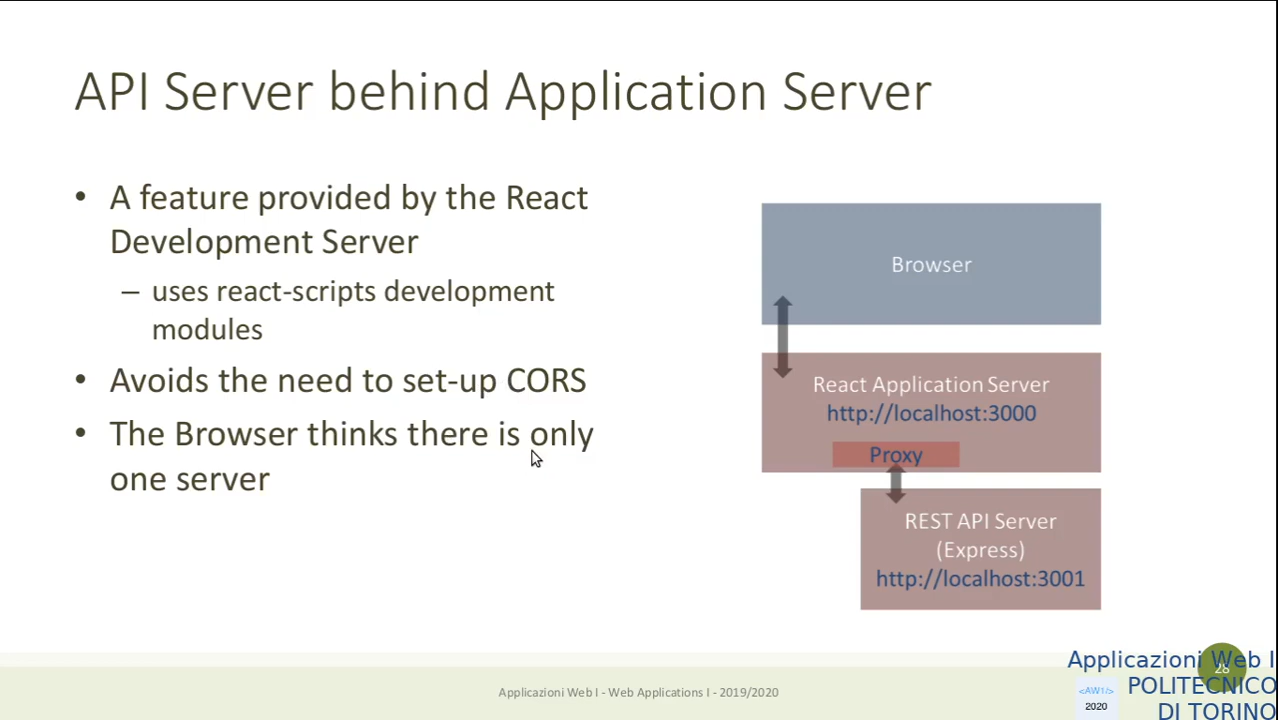 API Server behind Application Server
• A feature provided by the React
Development Server
– uses react-scripts development
modules
• Avoids the need to set-up CORS
• The Browser thinks there is only
one server
Browser
React Application Server
http://localhost:3000
Proxy
REST API Server
(Express)
http://localhost:3001
Applicazioni Web I - Web Applications I - 2019/2020
28
Applicazioni Web I
POLITECNICO
DI TORINO
<AW1/>
2020